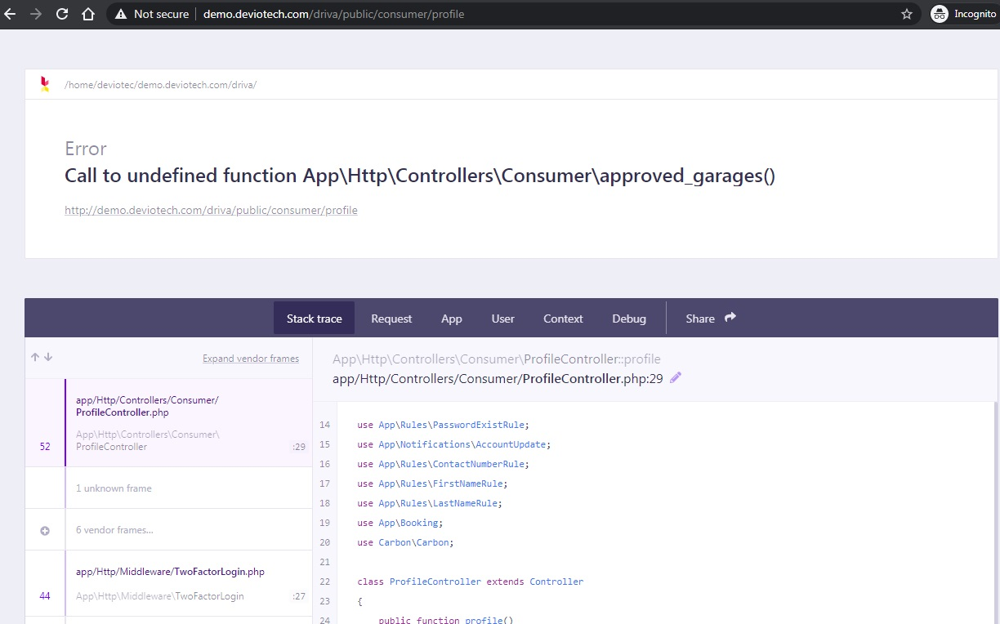 Not secure | demo.deviotech.com/driva/public/consumer/profile
Incognito
/home/deviotec/demo.deviotech.com/driva/
Error
Call to undefined function App\Http\Controllers\Consumer\approved_garages()
http://demo.deviotech.com/driva/public/consumer/profile
Stack trace Request App User Context Debug Share
Expand vendor frames
app/Http/Controllers/Consumer/
ProfileController.php
App\Http\Controllers\Consumer\
52 ProfileController :29
1 unknown frame
6 vendor frames...
app/Http/Middleware/TwoFactorLogin.php
44 App\Http\Middleware\TwoFactorLogin :27
App\Http\Controllers\Consumer\ProfileController::profile
app/Http/Controllers/Consumer/ProfileController.php:29
14 use App\Rules\PasswordExistRule;
15 use App\Notifications\AccountUpdate;
16 use App\Rules\ContactNumberRule;
17 use App\Rules\FirstNameRule;
18 use App\Rules\LastNameRule;
19 use App\Booking;
20 use Carbon\Carbon;
21
22 class ProfileController extends Controller
23 {
24 public function profile()